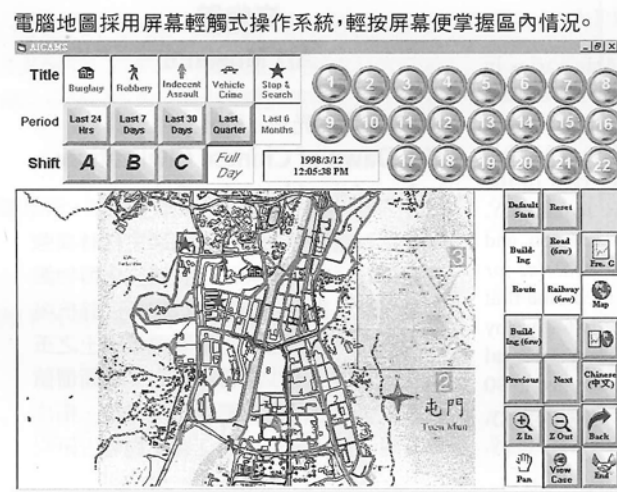 電腦地圖採用屏幕輕觸式操作系統，輕按屏幕便掌握區內情況。
AICAMS
Title Burglary Robbery Indecent Assault Vehicle Crime Stop & Search
1 2 3 4 5 6 7 8
Period Last 24 Hrs Last 7 Days Last 30 Days Last Quarter Last 6 Months
9 10 11 12 13 14 15 16
Shift A B C Full Day
1998/3/12
12:05:38 PM
17 18 19 20 21 22
Default State Reset
Build-Ing Road (6rw) Fre. G
Route Railway (6rw) Map
Build-Ing (6rw)
Previous Next Chinese (中文)
Z In Z Out Back
Pan View Case End
3
2
8
屯門
Tuen Mun